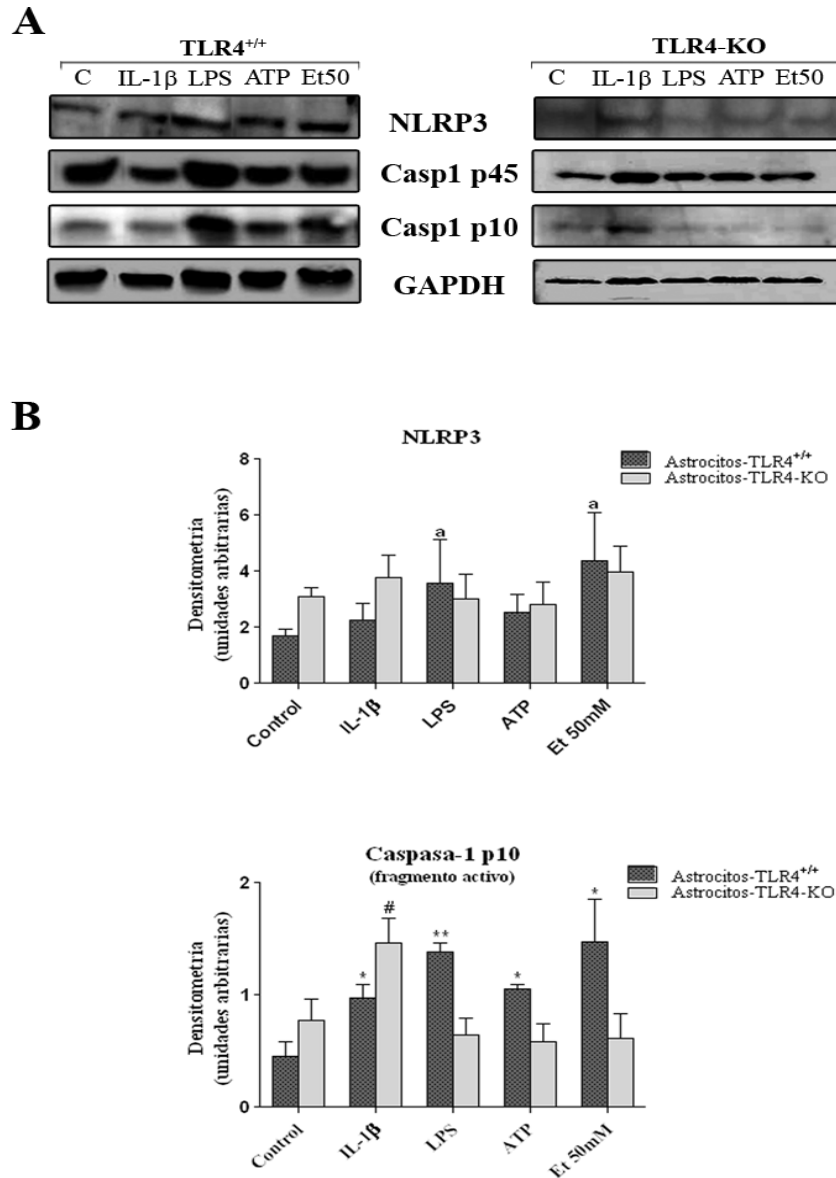 A
TLR4+/+
C IL-1β LPS ATP Et50
TLR4-KO
C IL-1β LPS ATP Et50
NLRP3
Casp1 p45
Casp1 p10
GAPDH
B
NLRP3
Astrocitos-TLR4+/+
Astrocitos-TLR4-KO
Densitometría
(unidades arbitrarias)
8
6
4
2
0
a
a
Control
IL-1β
LPS
ATP
Et 50mM
Caspasa-1 p10
(fragmento activo)
Astrocitos-TLR4+/+
Astrocitos-TLR4-KO
Densitometría
(unidades arbitrarias)
2
1
0
*
#
**
*
*
Control
IL-1β
LPS
ATP
Et 50mM